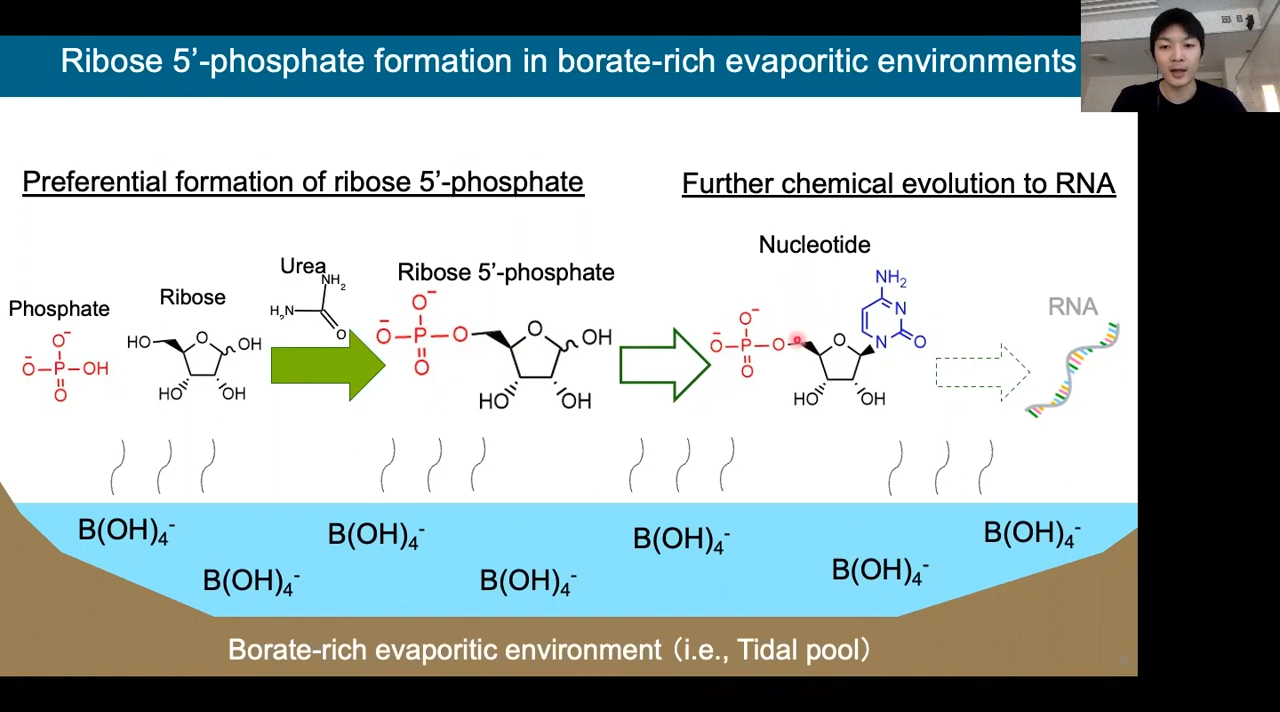 Ribose 5’-phosphate formation in borate-rich evaporitic environments
Preferential formation of ribose 5’-phosphate
Further chemical evolution to RNA
Phosphate
O⁻
⁻O P OH
O
Ribose
HO O OH
HO OH
Urea
NH₂
H₂N
O
Ribose 5’-phosphate
O⁻
⁻O P O O OH
O
HO OH
Nucleotide
NH₂
N
O⁻ N O
⁻O P O O
O
HO OH
RNA
B(OH)₄⁻ B(OH)₄⁻ B(OH)₄⁻ B(OH)₄⁻
B(OH)₄⁻ B(OH)₄⁻ B(OH)₄⁻
Borate-rich evaporitic environment（i.e., Tidal pool）